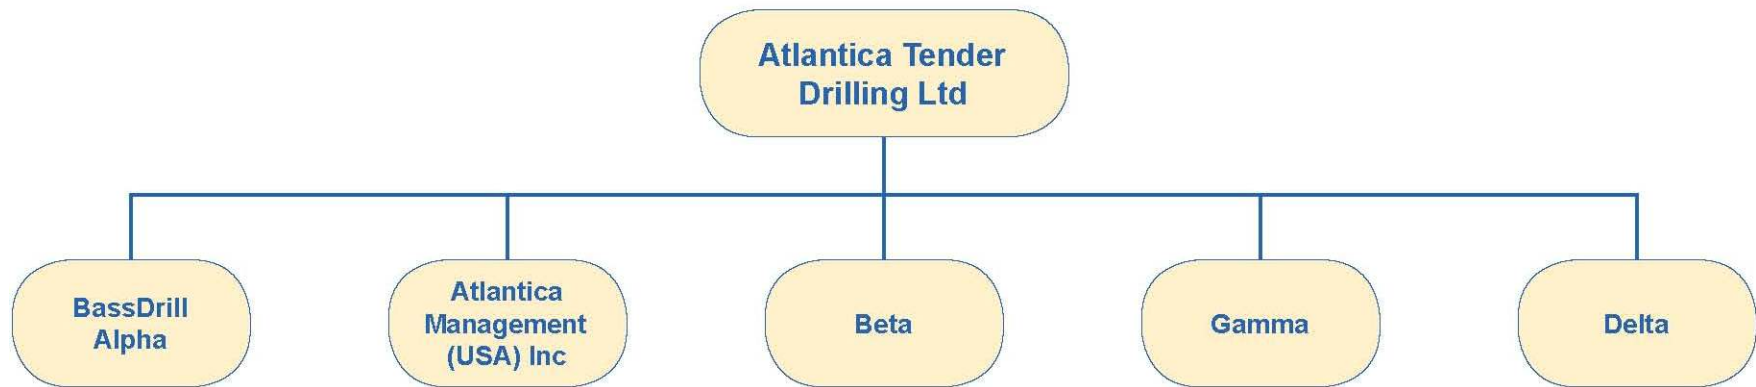 Atlantica Tender
Drilling Ltd
BassDrill
Alpha
Atlantica
Management
(USA) Inc
Beta
Gamma
Delta